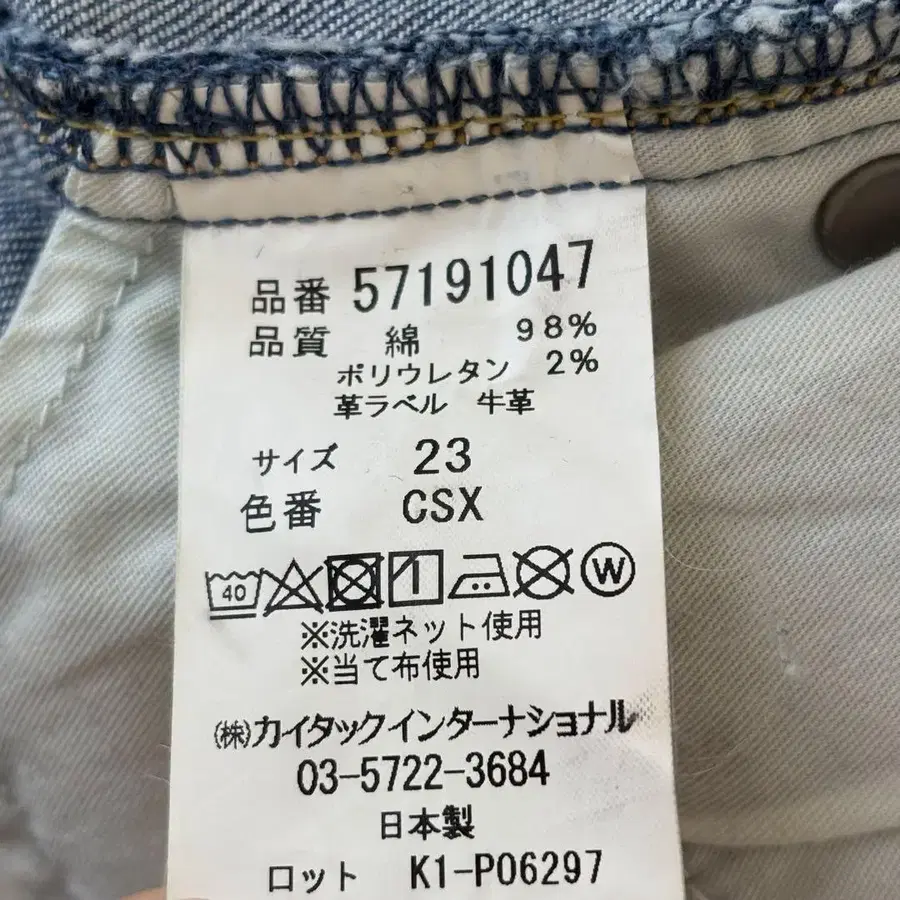 品番 57191047
品質 綿 98%
ポリウレタン 2%
革ラベル 牛革
サイズ 23
色番 CSX
40 W
※洗濯ネット使用
※当て布使用
㈱カイタックインターナショナル
03-5722-3684
日本製
ロット K1-P06297